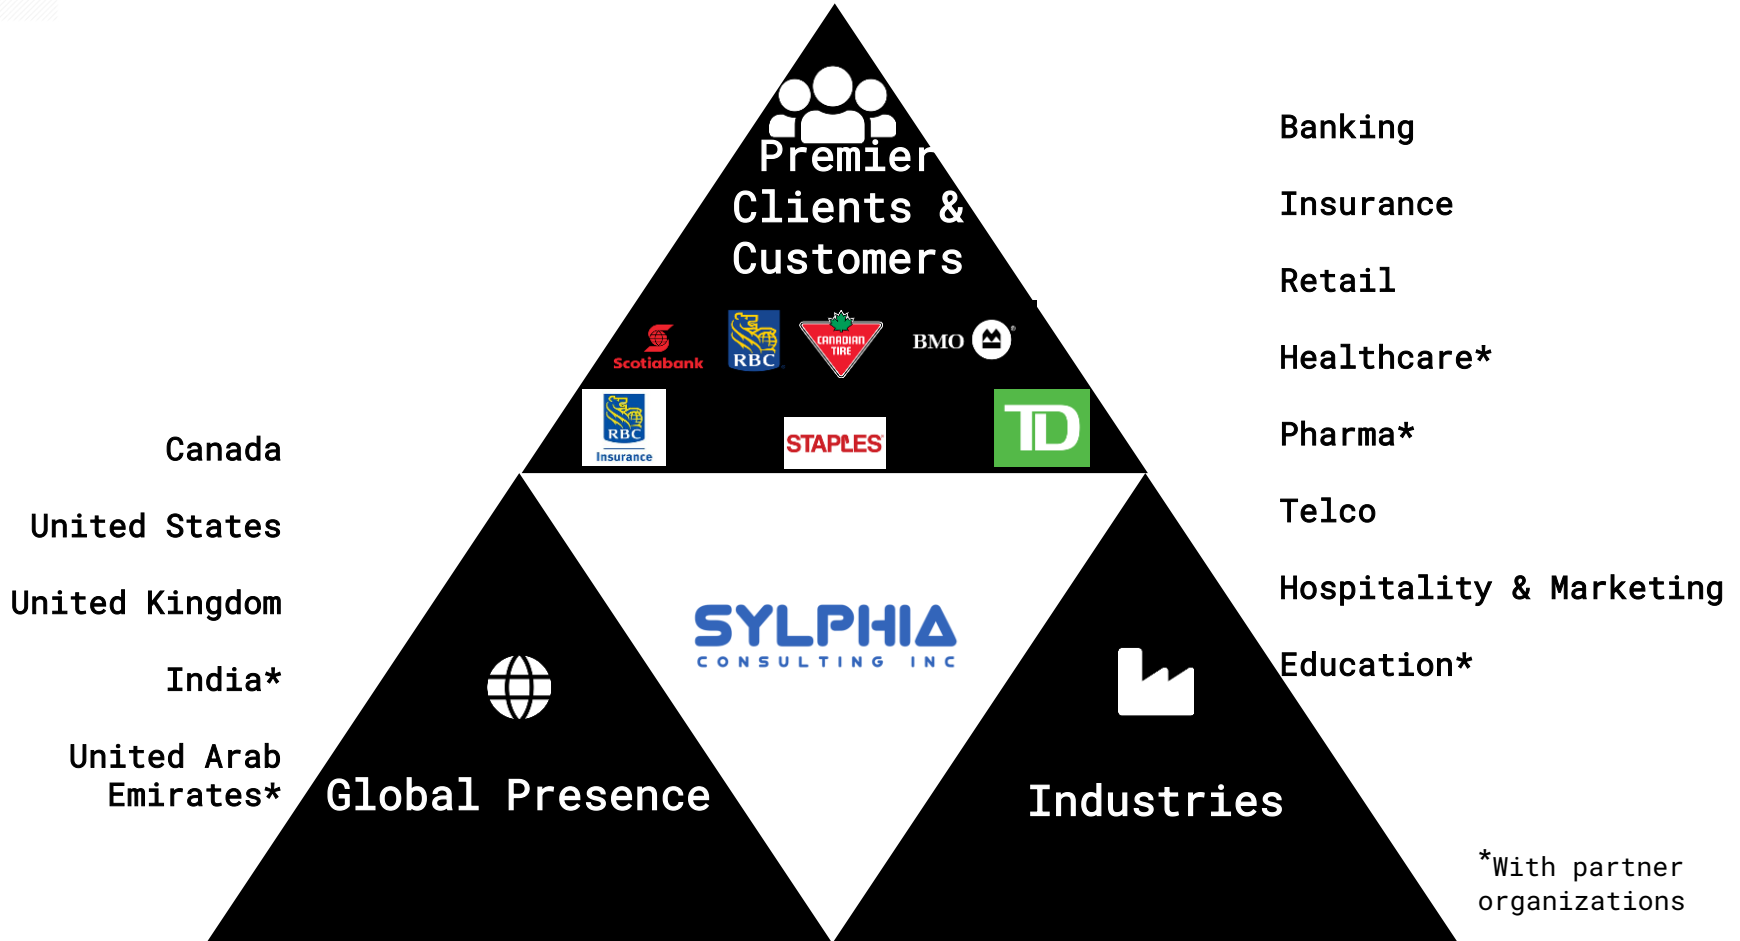 Premier
Clients &
Customers
Scotiabank
RBC
CANADIAN
TIRE
BMO
RBC
Insurance
STAPLES
TD
Canada
United States
United Kingdom
India*
United Arab
Emirates*
Global Presence
SYLPHIA
CONSULTING INC
Industries
Banking
Insurance
Retail
Healthcare*
Pharma*
Telco
Hospitality & Marketing
Education*
*With partner
organizations